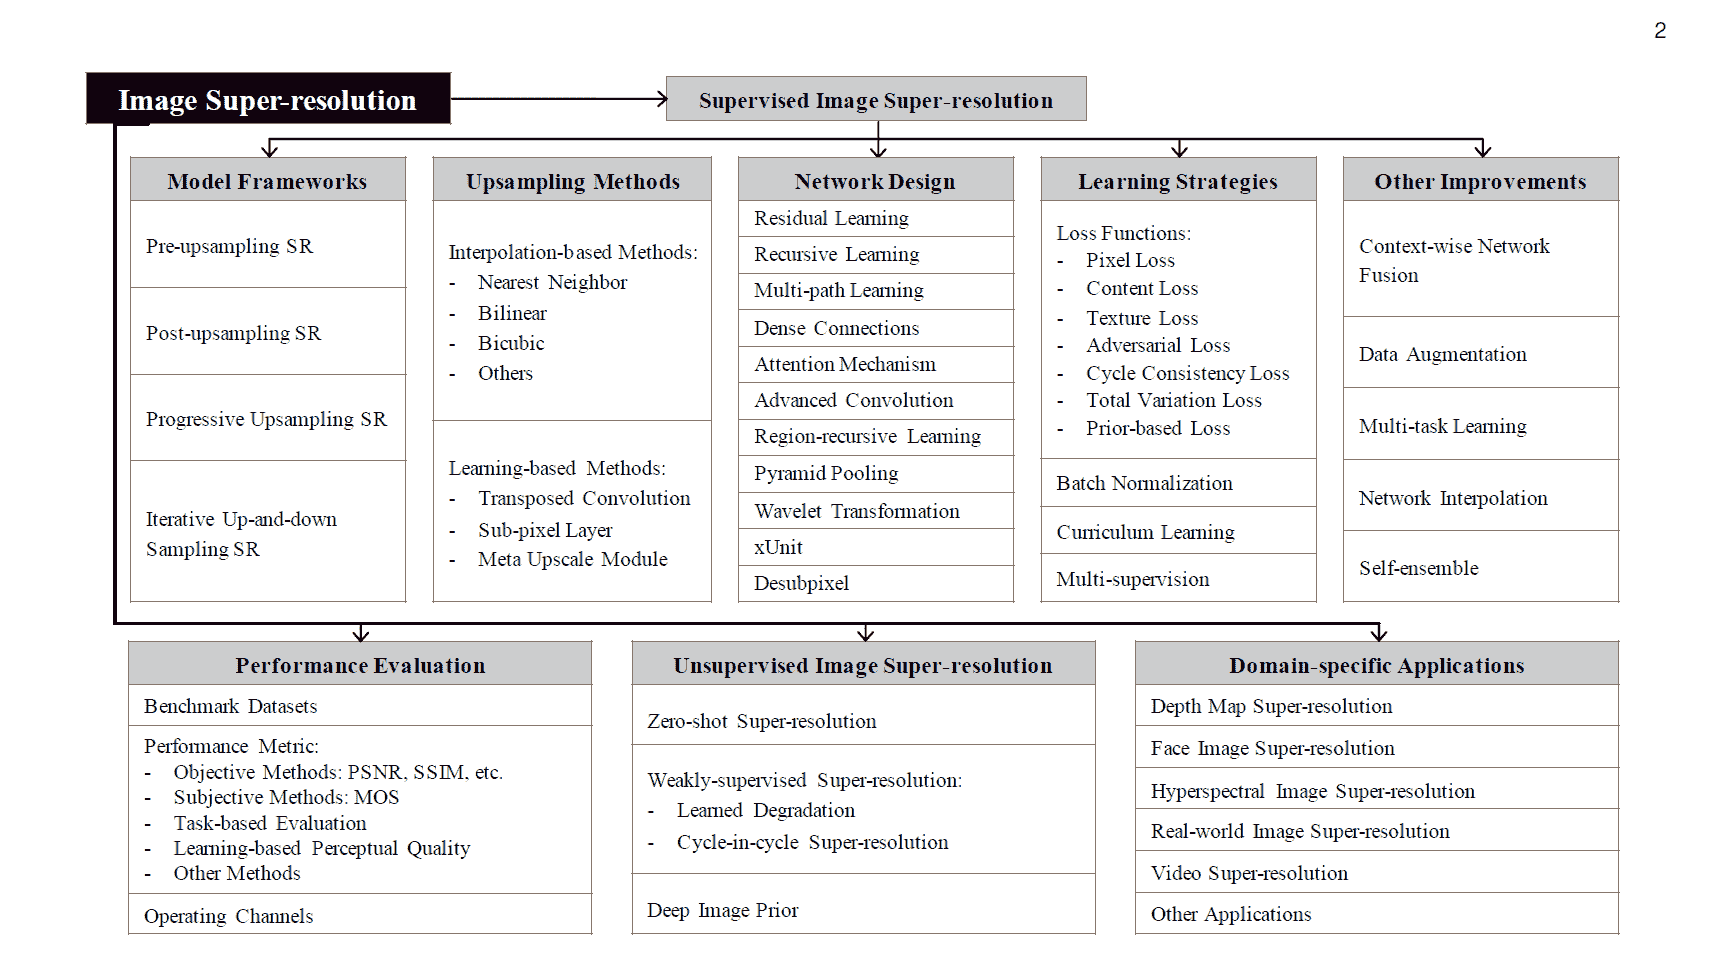 2
Image Super-resolution
Supervised Image Super-resolution
Model Frameworks
Pre-upsampling SR
Post-upsampling SR
Progressive Upsampling SR
Iterative Up-and-down
Sampling SR
Upsampling Methods
Interpolation-based Methods:
- Nearest Neighbor
- Bilinear
- Bicubic
- Others
Learning-based Methods:
- Transposed Convolution
- Sub-pixel Layer
- Meta Upscale Module
Network Design
Residual Learning
Recursive Learning
Multi-path Learning
Dense Connections
Attention Mechanism
Advanced Convolution
Region-recursive Learning
Pyramid Pooling
Wavelet Transformation
xUnit
Desubpixel
Learning Strategies
Loss Functions:
- Pixel Loss
- Content Loss
- Texture Loss
- Adversarial Loss
- Cycle Consistency Loss
- Total Variation Loss
- Prior-based Loss
Batch Normalization
Curriculum Learning
Multi-supervision
Other Improvements
Context-wise Network
Fusion
Data Augmentation
Multi-task Learning
Network Interpolation
Self-ensemble
Performance Evaluation
Benchmark Datasets
Performance Metric:
- Objective Methods: PSNR, SSIM, etc.
- Subjective Methods: MOS
- Task-based Evaluation
- Learning-based Perceptual Quality
- Other Methods
Operating Channels
Unsupervised Image Super-resolution
Zero-shot Super-resolution
Weakly-supervised Super-resolution:
- Learned Degradation
- Cycle-in-cycle Super-resolution
Deep Image Prior
Domain-specific Applications
Depth Map Super-resolution
Face Image Super-resolution
Hyperspectral Image Super-resolution
Real-world Image Super-resolution
Video Super-resolution
Other Applications